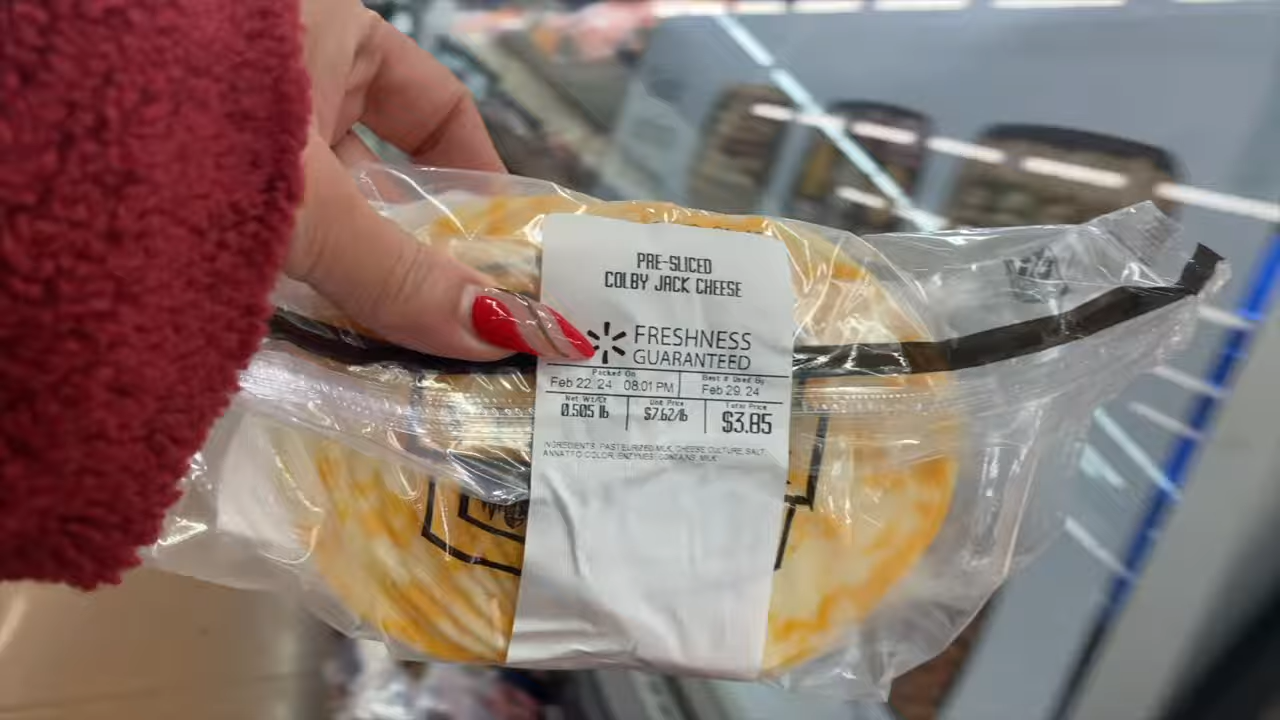 PRE-SLICED
COLBY JACK CHEESE
FRESHNESS
GUARANTEED
Packed On
Best if Used By
Feb 22, 24 08:01 PM
Feb 29, 24
Net Wt/Ct
Unit Price
Total Price
0.505 lb
$7.62/lb
$3.85
INGREDIENTS: PASTEURIZED MILK, CHEESE CULTURE, SALT,
ANNATTO COLOR, ENZYMES. CONTAINS: MILK